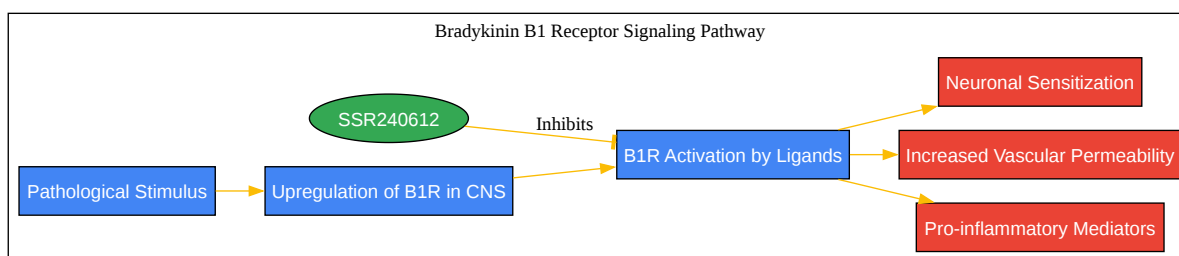 Bradykinin B1 Receptor Signaling Pathway
Neuronal Sensitization
SSR240612
Inhibits
B1R Activation by Ligands
Increased Vascular Permeability
Pathological Stimulus
Upregulation of B1R in CNS
Pro-inflammatory Mediators